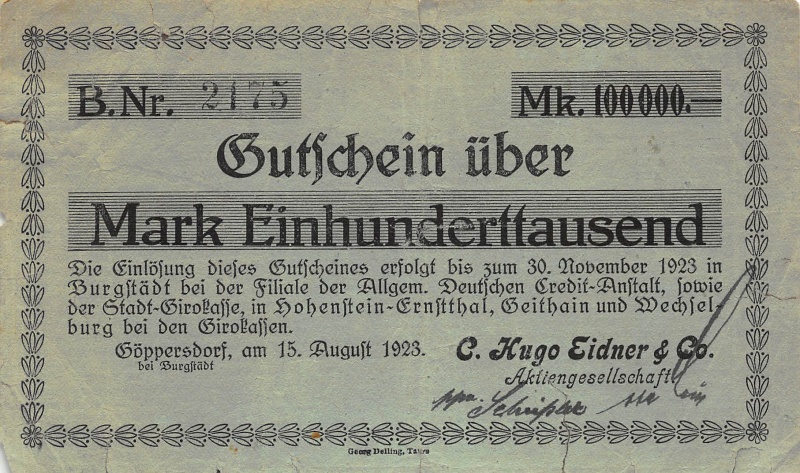 B.Nr. 2175
Mk. 100000.—
Gutschein über
Mark Einhunderttausend
Die Einlösung dieses Gutscheines erfolgt bis zum 30. November 1923 in
Burgstädt bei der Filiale der Allgem. Deutschen Credit-Anstalt, sowie
der Stadt-Girokasse, in Hohenstein-Ernstthal, Geithain und Wechsel-
burg bei den Girokassen.
Göppersdorf, am 15. August 1923.
bei Burgstädt
C. Hugo Eidner & Co.
Aktiengesellschaft
ppa.
Georg Delling, Taura